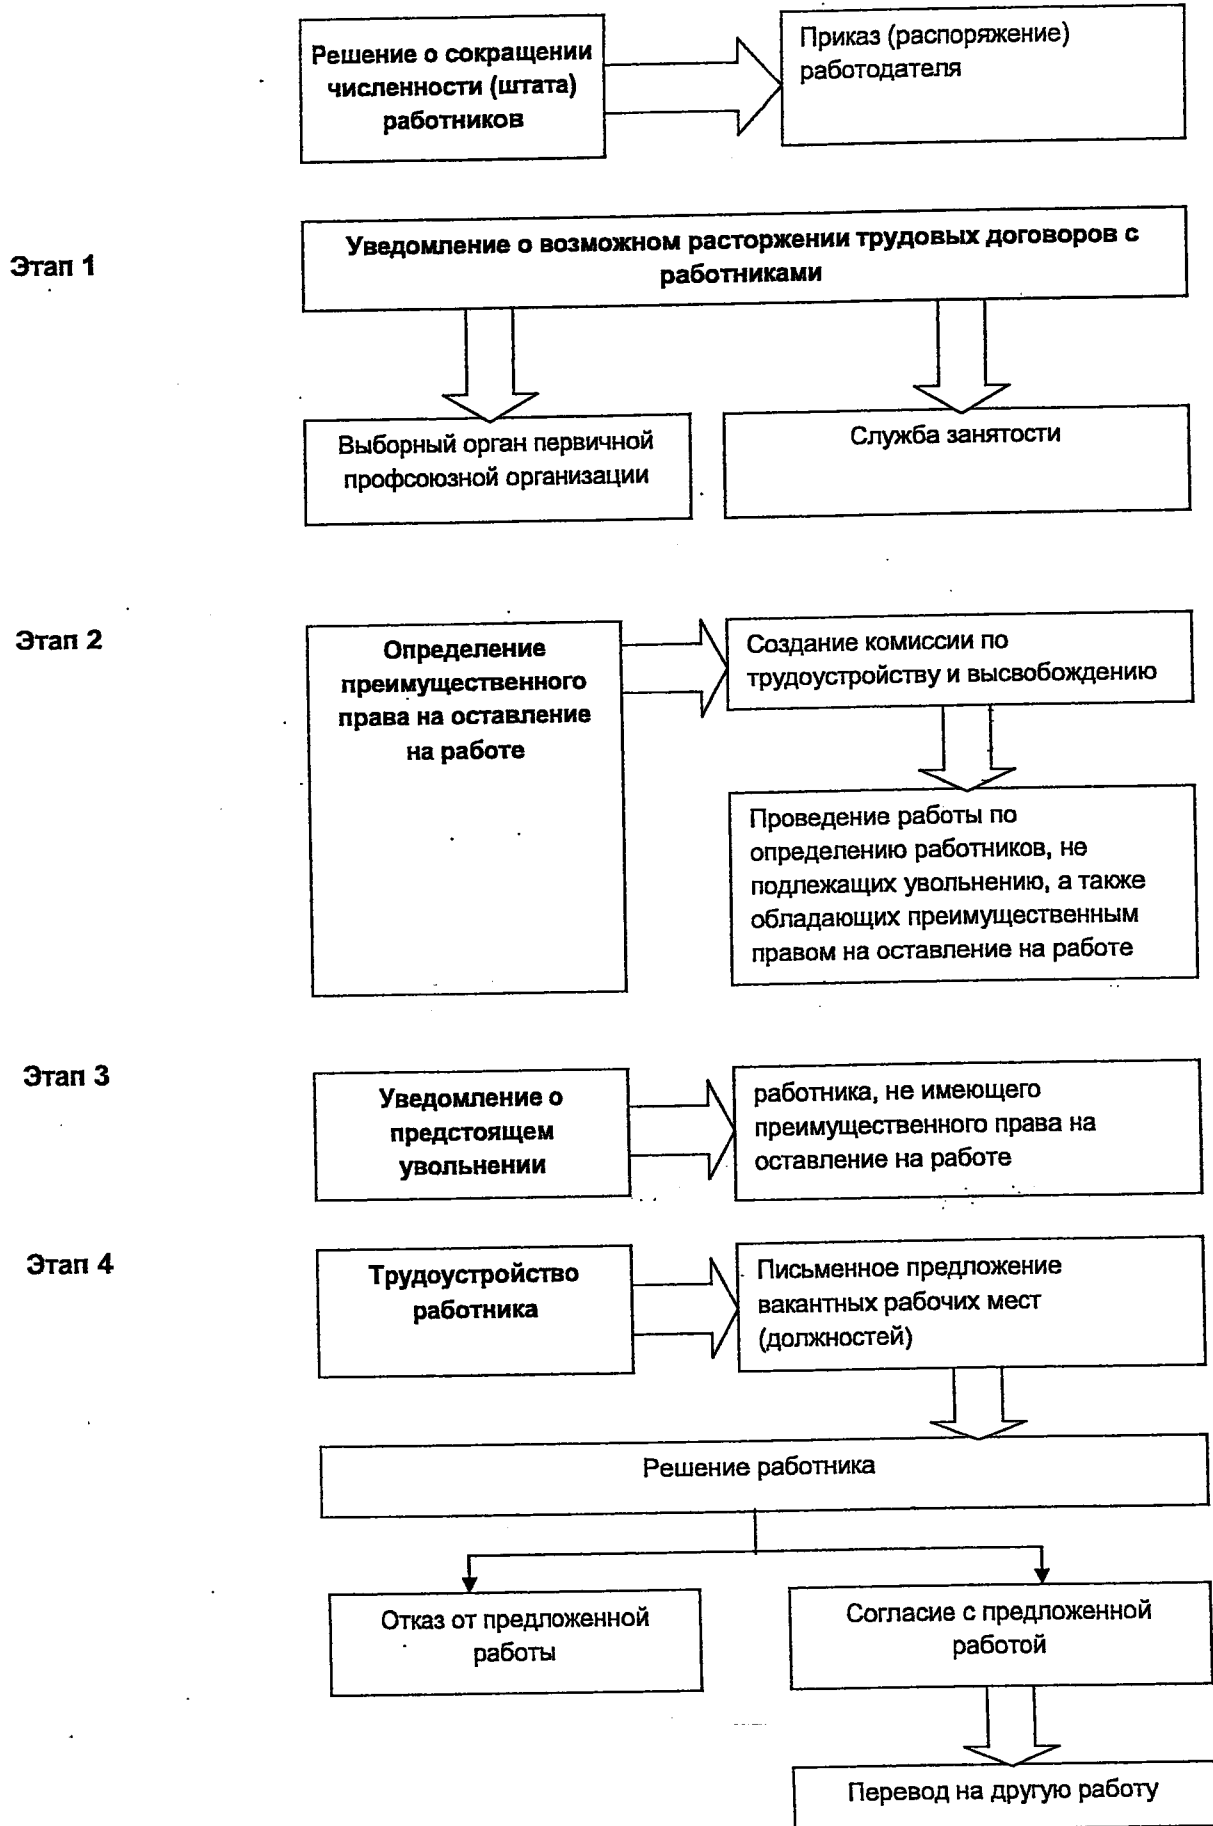 Решение о сокращении
численности (штата)
работников
Приказ (распоряжение)
работодателя
Этап 1
Уведомление о возможном расторжении трудовых договоров с
работниками
Выборный орган первичной
профсоюзной организации
Служба занятости
Этап 2
Определение
преимущественного
права на оставление
на работе
Создание комиссии по
трудоустройству и высвобождению
Проведение работы по
определению работников, не
подлежащих увольнению, а также
обладающих преимущественным
правом на оставление на работе
Этап 3
Уведомление о
предстоящем
увольнении
работника, не имеющего
преимущественного права на
оставление на работе
Этап 4
Трудоустройство
работника
Письменное предложение
вакантных рабочих мест
(должностей)
Решение работника
Отказ от предложенной
работы
Согласие с предложенной
работой
Перевод на другую работу